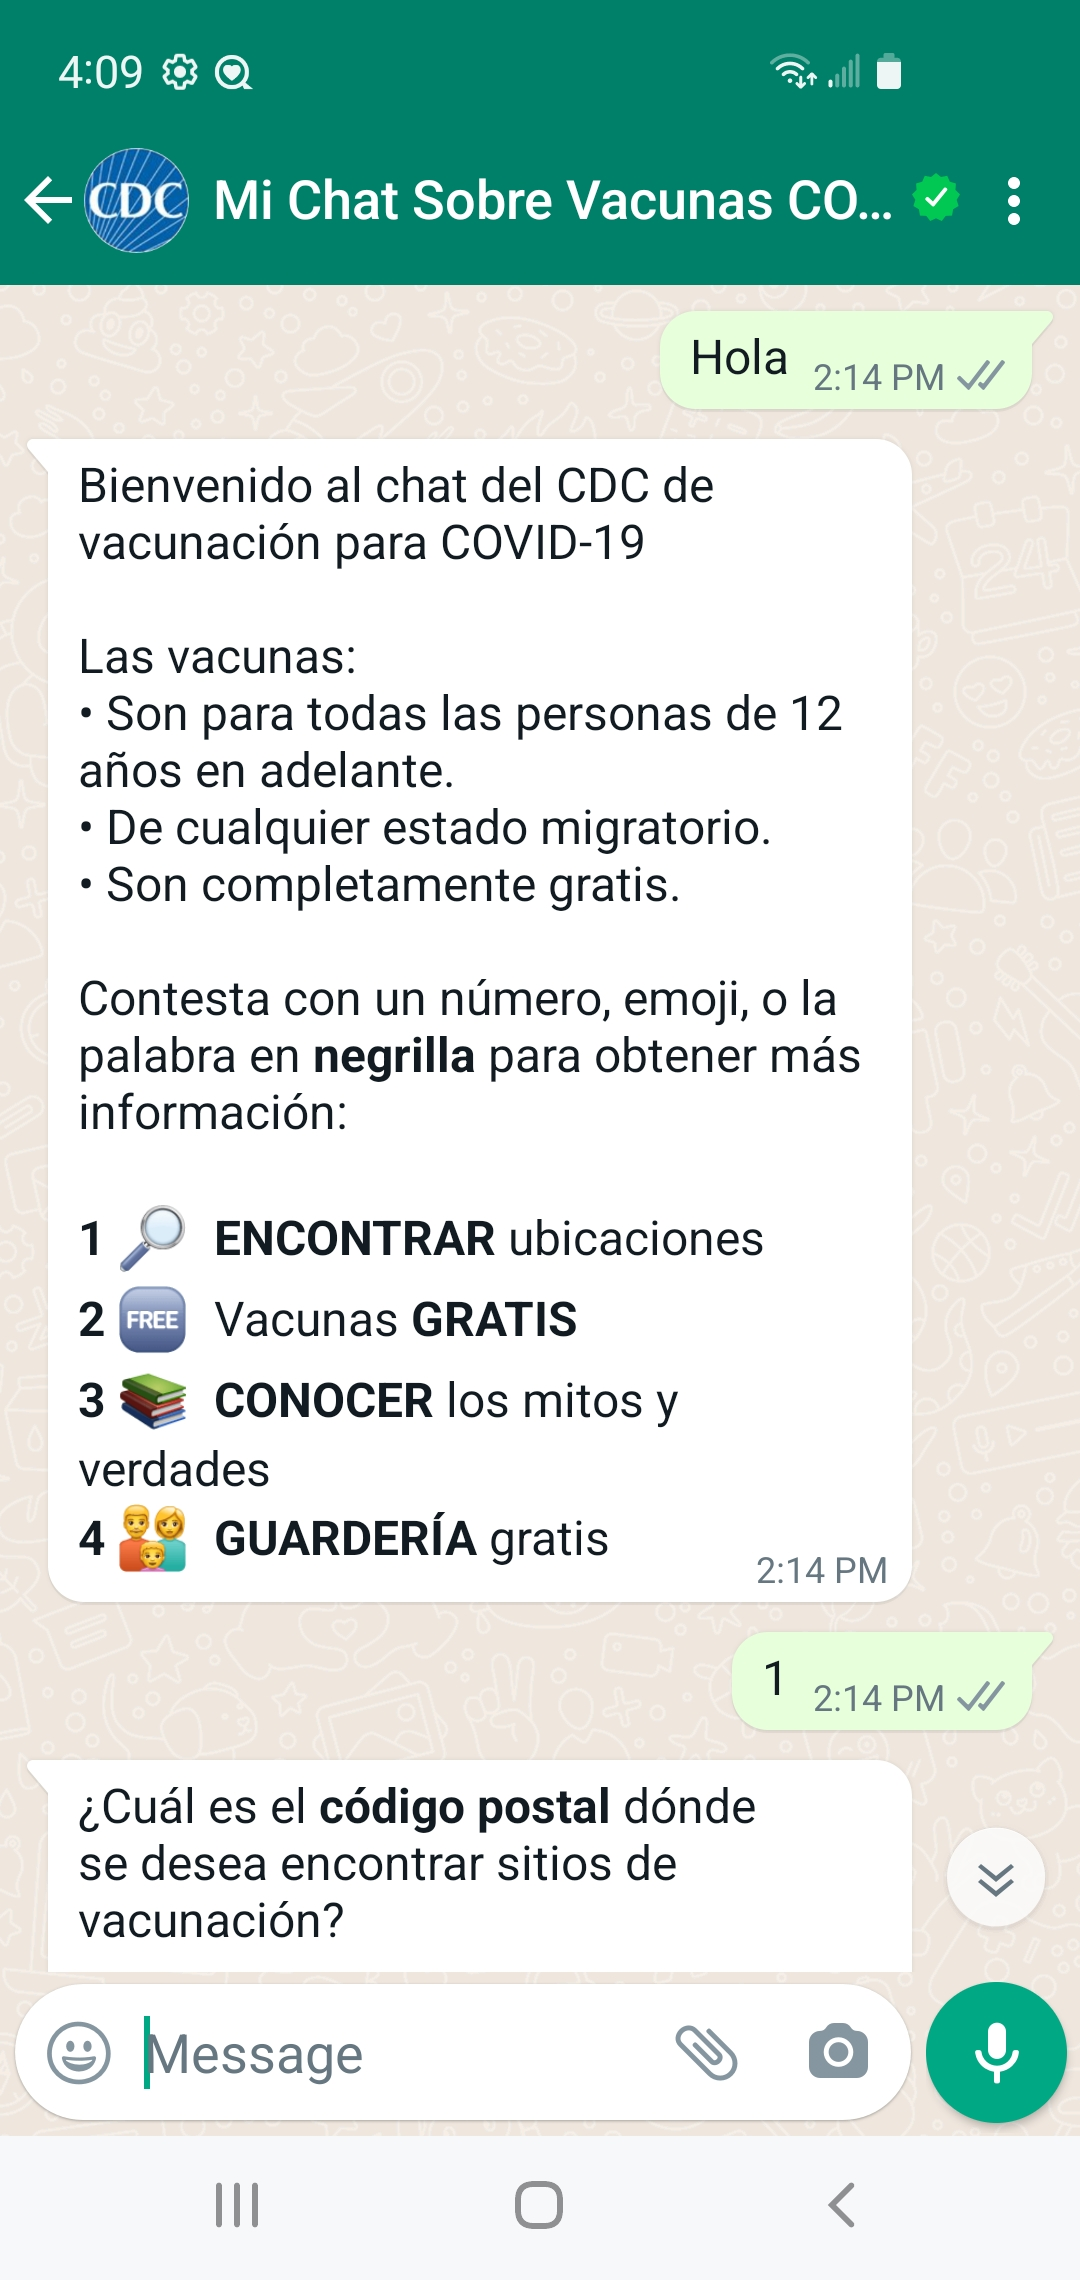 4:09
CDC Mi Chat Sobre Vacunas CO...
Hola 2:14 PM
Bienvenido al chat del CDC de
vacunación para COVID-19
Las vacunas:
• Son para todas las personas de 12
años en adelante.
• De cualquier estado migratorio.
• Son completamente gratis.
Contesta con un número, emoji, o la
palabra en negrilla para obtener más
información:
1 🔎 ENCONTRAR ubicaciones
2 🆓 Vacunas GRATIS
3 📚 CONOCER los mitos y
verdades
4 👨‍👩‍👦 GUARDERÍA gratis
2:14 PM
1 2:14 PM
¿Cuál es el código postal dónde
se desea encontrar sitios de
vacunación?
Message